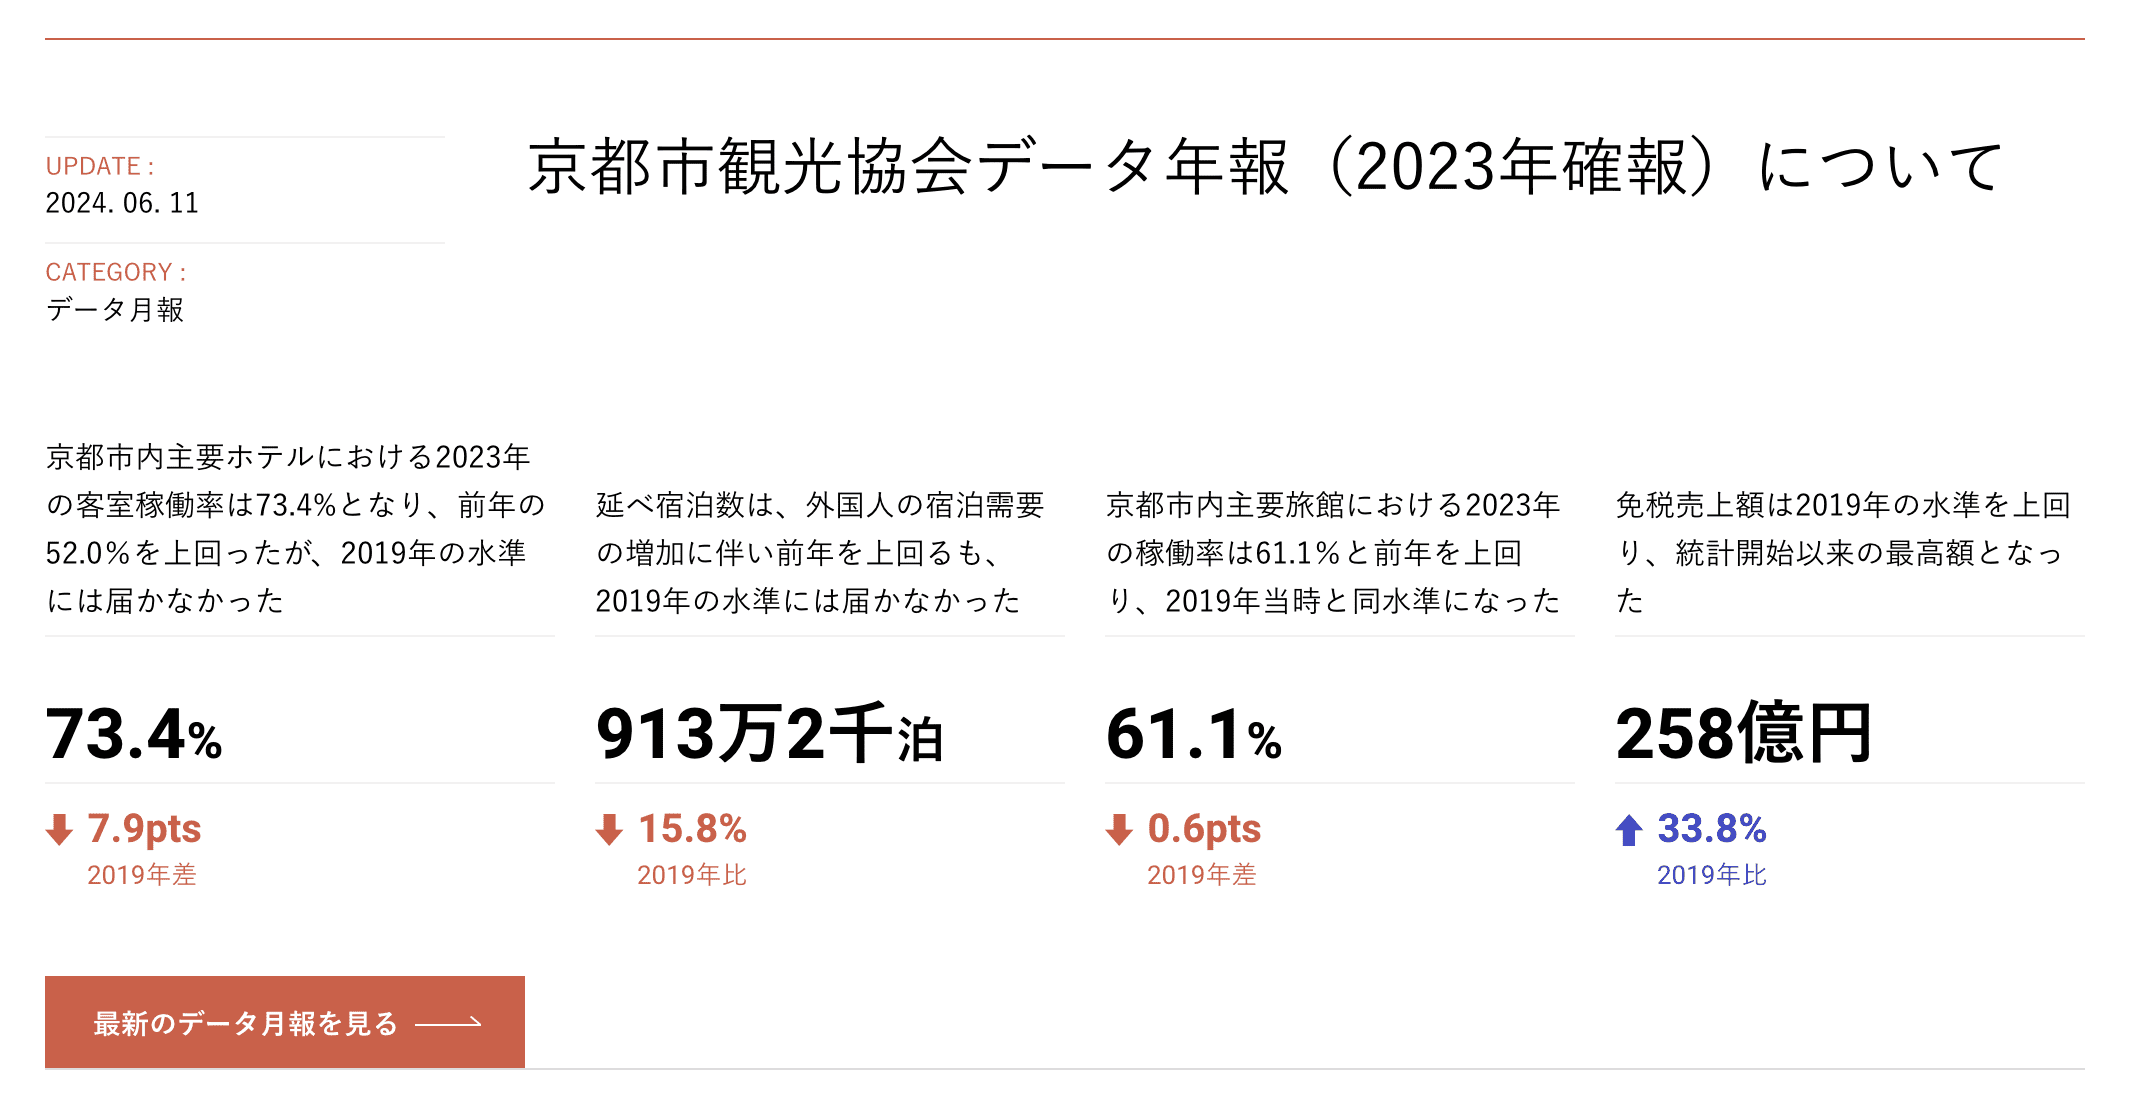 京都市観光協会データ年報（2023年確報）について
UPDATE :
2024. 06. 11
CATEGORY :
データ月報
京都市内主要ホテルにおける2023年
の客室稼働率は73.4%となり、前年の
52.0％を上回ったが、2019年の水準
には届かなかった
73.4%
7.9pts
2019年差
延べ宿泊数は、外国人の宿泊需要
の増加に伴い前年を上回るも、
2019年の水準には届かなかった
913万2千泊
15.8%
2019年比
京都市内主要旅館における2023年
の稼働率は61.1％と前年を上回
り、2019年当時と同水準になった
61.1%
0.6pts
2019年差
免税売上額は2019年の水準を上回
り、統計開始以来の最高額となっ
た
258億円
33.8%
2019年比
最新のデータ月報を見る